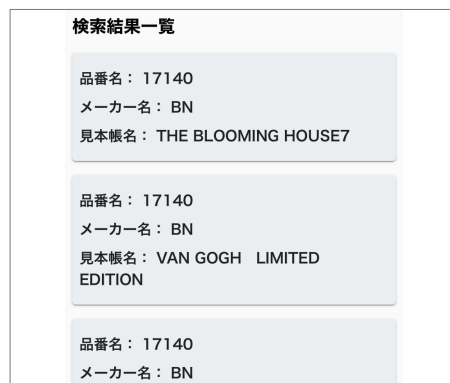 検索結果一覧
品番名： 17140
メーカー名： BN
見本帳名： THE BLOOMING HOUSE7
品番名： 17140
メーカー名： BN
見本帳名： VAN GOGH　LIMITED
EDITION
品番名： 17140
メーカー名： BN